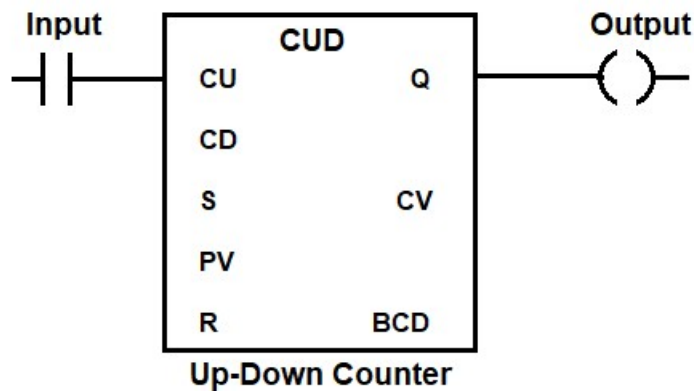 Input
Output
CUD
CU
Q
CD
S
CV
PV
R
BCD
Up-Down Counter